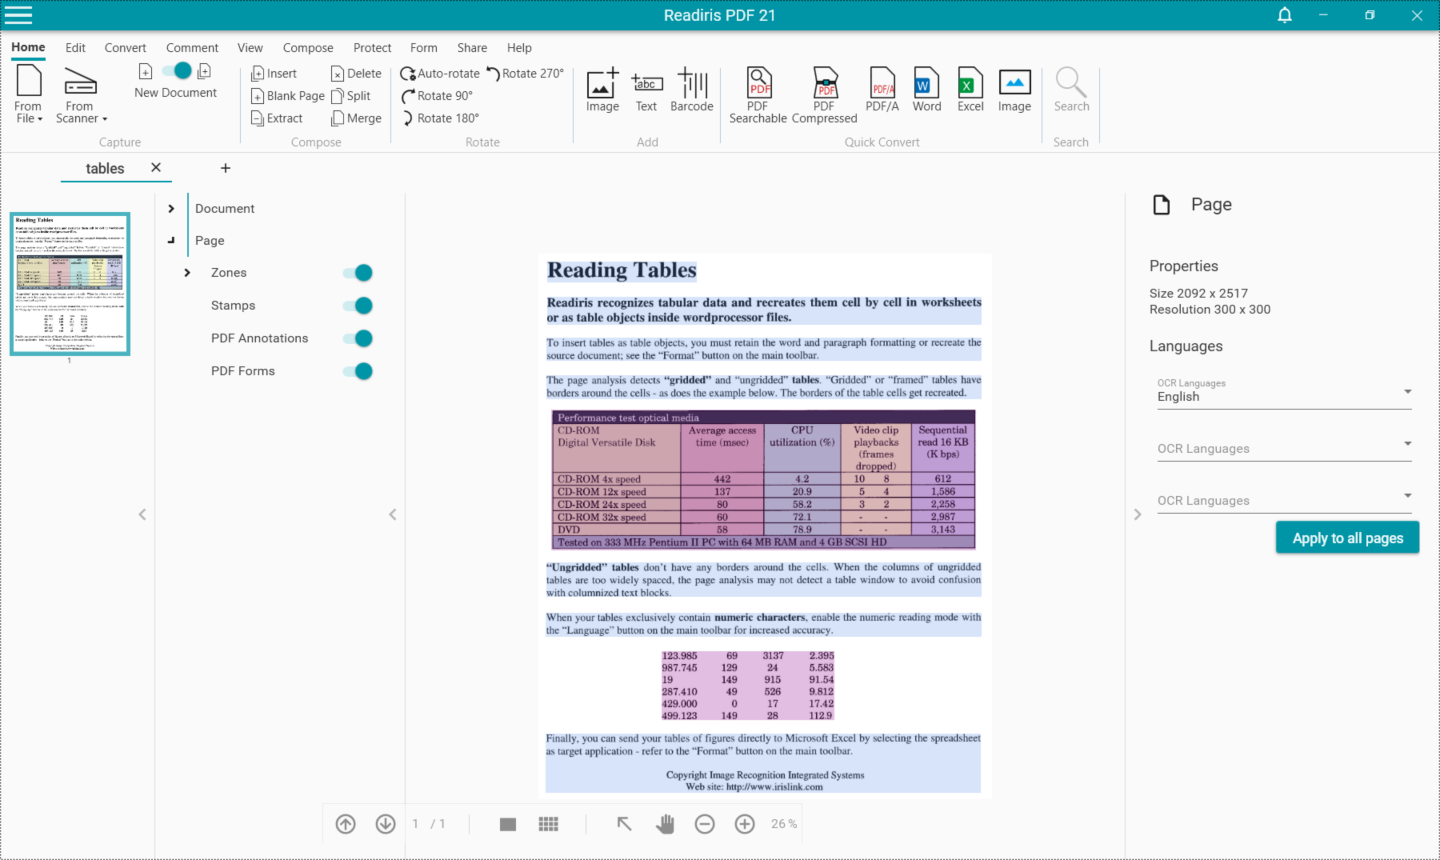 Readiris PDF 21
Home Edit Convert Comment View Compose Protect Form Share Help
From File
From Scanner
New Document
Capture
Insert Delete
Blank Page Split
Extract Merge
Compose
Auto-rotate Rotate 270°
Rotate 90°
Rotate 180°
Rotate
Image
abc
Text
Barcode
Add
PDF
PDF Searchable
PDF
PDF Compressed
PDF/A
PDF/A
W
Word
X
Excel
Image
Quick Convert
Search
Search
tables
+
1
Document
Page
Zones
Stamps
PDF Annotations
PDF Forms
Reading Tables
Readiris recognizes tabular data and recreates them cell by cell in worksheets
or as table objects inside wordprocessor files.
To insert tables as table objects, you must retain the word and paragraph formatting or recreate the
source document; see the “Format” button on the main toolbar.
The page analysis detects “gridded” and “ungridded” tables. “Gridded” or “framed” tables have
borders around the cells - as does the example below. The borders of the table cells get recreated.
Performance test optical media
CD-ROM Average access CPU Video clip Sequential
Digital Versatile Disk time (msec) utilization (%) playbacks read 16 KB
(frames (K bps)
dropped)
CD-ROM 4x speed 442 4.2 10 8 612
CD-ROM 12x speed 137 20.9 5 4 1,586
CD-ROM 24x speed 80 58.2 3 2 2,258
CD-ROM 32x speed 60 72.1 - - 2,987
DVD 58 78.9 - - 3,143
Tested on 333 MHz Pentium II PC with 64 MB RAM and 4 GB SCSI HD
“Ungridded” tables don’t have any borders around the cells. When the columns of ungridded
tables are too widely spaced, the page analysis may not detect a table window to avoid confusion
with columnized text blocks.
When your tables exclusively contain numeric characters, enable the numeric reading mode with
the “Language” button on the main toolbar for increased accuracy.
123.985 69 3137 2.395
987.745 129 24 5.583
19 149 915 91.54
287.410 49 526 9.812
429.000 0 17 17.42
499.123 149 28 112.9
Finally, you can send your tables of figures directly to Microsoft Excel by selecting the spreadsheet
as target application - refer to the “Format” button on the main toolbar.
Copyright Image Recognition Integrated Systems
Web site: http://www.irislink.com
1 / 1
26 %
Page
Properties
Size 2092 x 2517
Resolution 300 x 300
Languages
OCR Languages
English
OCR Languages
OCR Languages
Apply to all pages